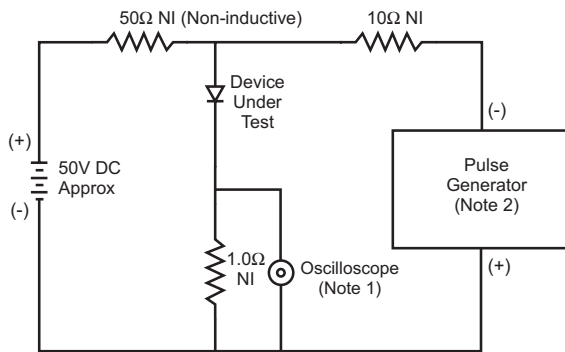 50Ω NI (Non-inductive)
10Ω NI
Device
Under
Test
(-)
(+)
50V DC
Approx
(-)
Pulse
Generator
(Note 2)
1.0Ω
NI
Oscilloscope
(Note 1)
(+)